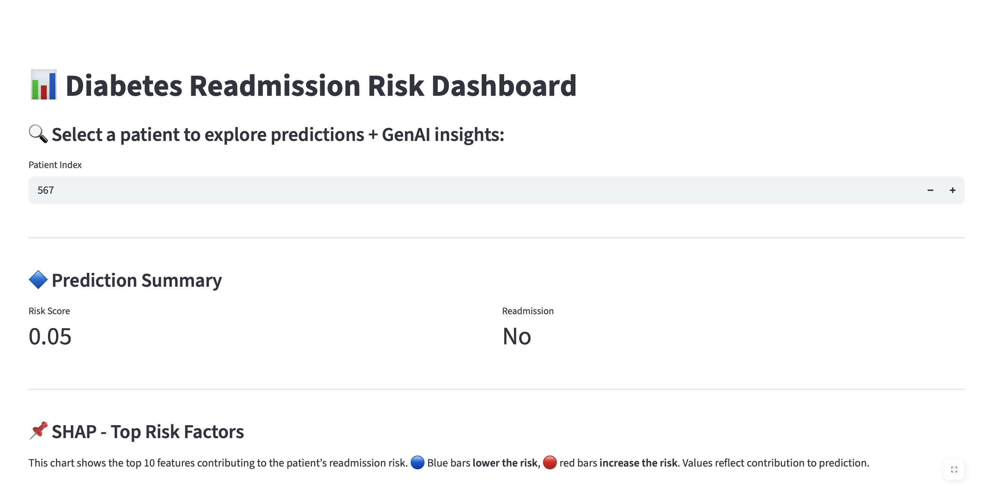 📊 Diabetes Readmission Risk Dashboard
🔍 Select a patient to explore predictions + GenAI insights:
Patient Index
567
− +
🔷 Prediction Summary
Risk Score
Readmission
0.05
No
📌 SHAP - Top Risk Factors
This chart shows the top 10 features contributing to the patient’s readmission risk. 🔵 Blue bars lower the risk, 🔴 red bars increase the risk. Values reflect contribution to prediction.